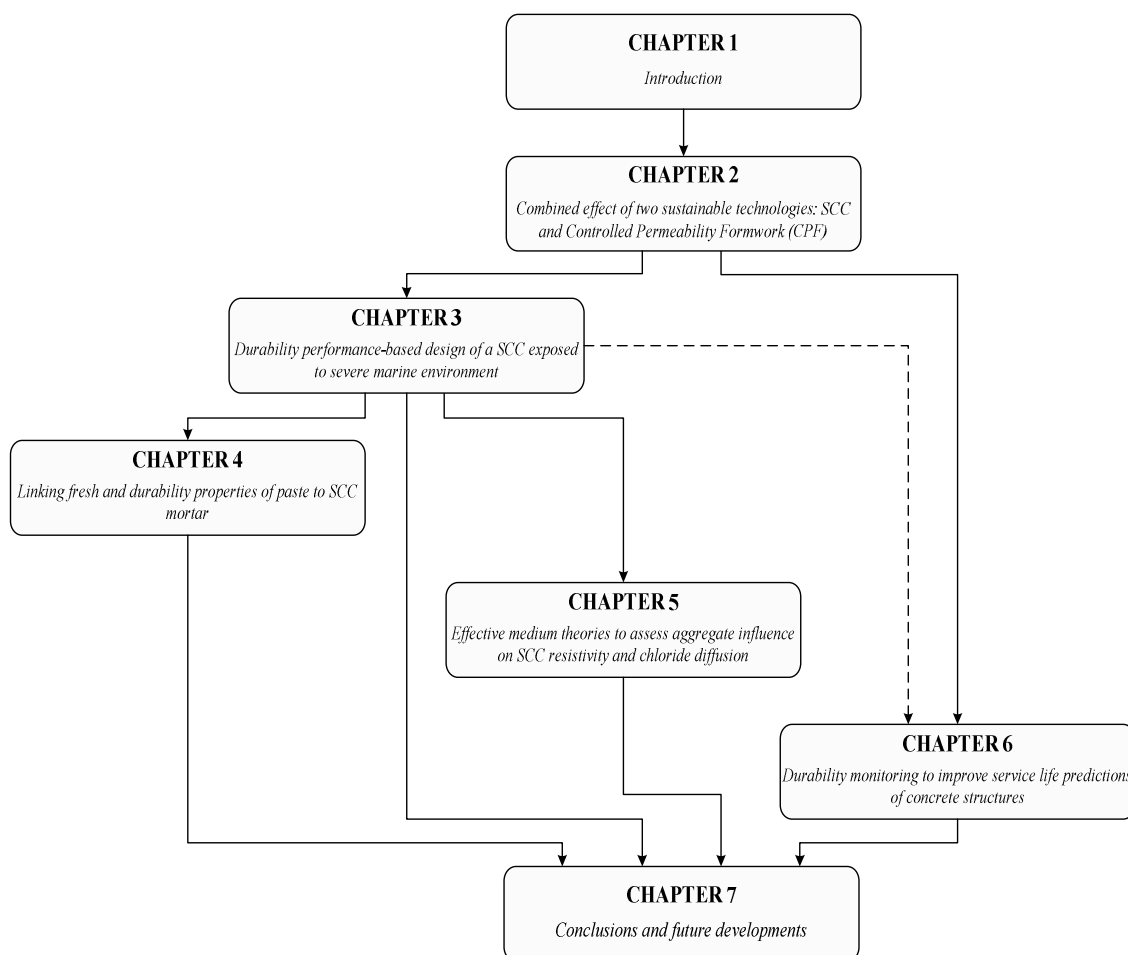 CHAPTER 1
Introduction
CHAPTER 2
Combined effect of two sustainable technologies: SCC
and Controlled Permeability Formwork (CPF)
CHAPTER 3
Durability performance-based design of a SCC exposed
to severe marine environment
CHAPTER 4
Linking fresh and durability properties of paste to SCC
mortar
CHAPTER 5
Effective medium theories to assess aggregate influence
on SCC resistivity and chloride diffusion
CHAPTER 6
Durability monitoring to improve service life predictions
of concrete structures
CHAPTER 7
Conclusions and future developments